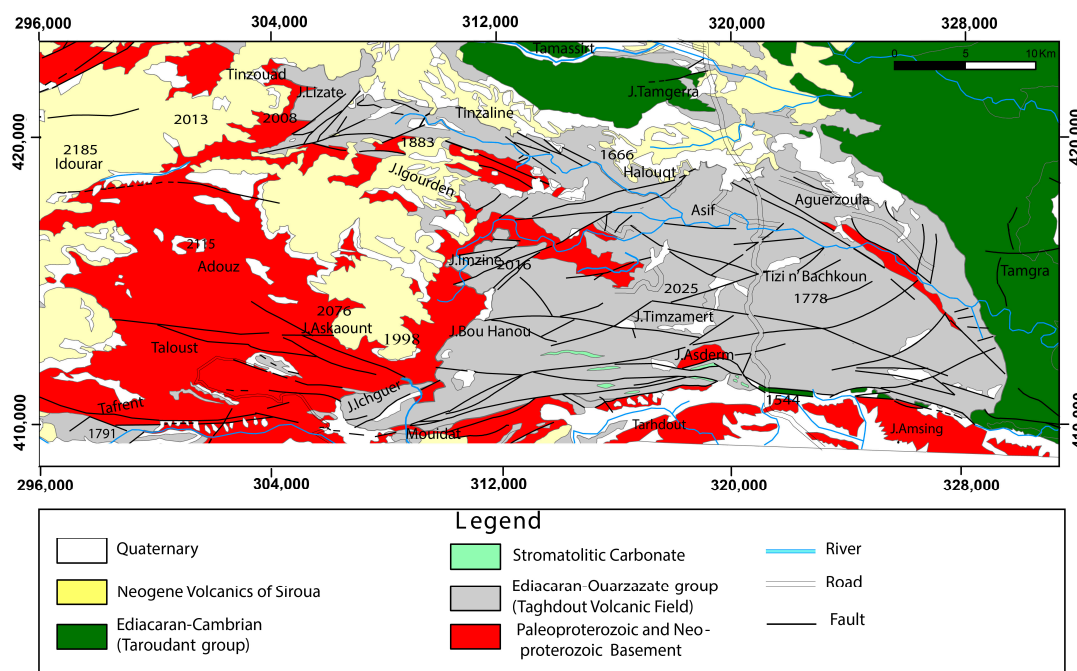 296,000 304,000 312,000 320,000 328,000
Tamassirt
0 5 10Km
Tinzouad
J.Lizate
J.Tamgerra
2013
2008
Tinzaline
420,000
420,000
2185
Idourar
1883
1666
J.Igourden
Halouqt
Aguerzoula
Asif
2115
Adouz
J.Imzine
2016
Tizi n'Bachkoun
Tamgra
2025
1778
2076
J.Askaount
J.Timzamert
1998
J.Bou Hanou
Taloust
J.Asderm
J.Ichguer
1544
Tafrent
410,000
410,000
1791
Mouidat
Tarhdout
J.Amsing
296,000 304,000 312,000 320,000 328,000
Legend
Quaternary
Neogene Volcanics of Siroua
Ediacaran-Cambrian
(Taroudant group)
Stromatolitic Carbonate
Ediacaran-Ouarzazate group
(Taghdout Volcanic Field)
Paleoproterozoic and Neo-
proterozoic Basement
River
Road
Fault